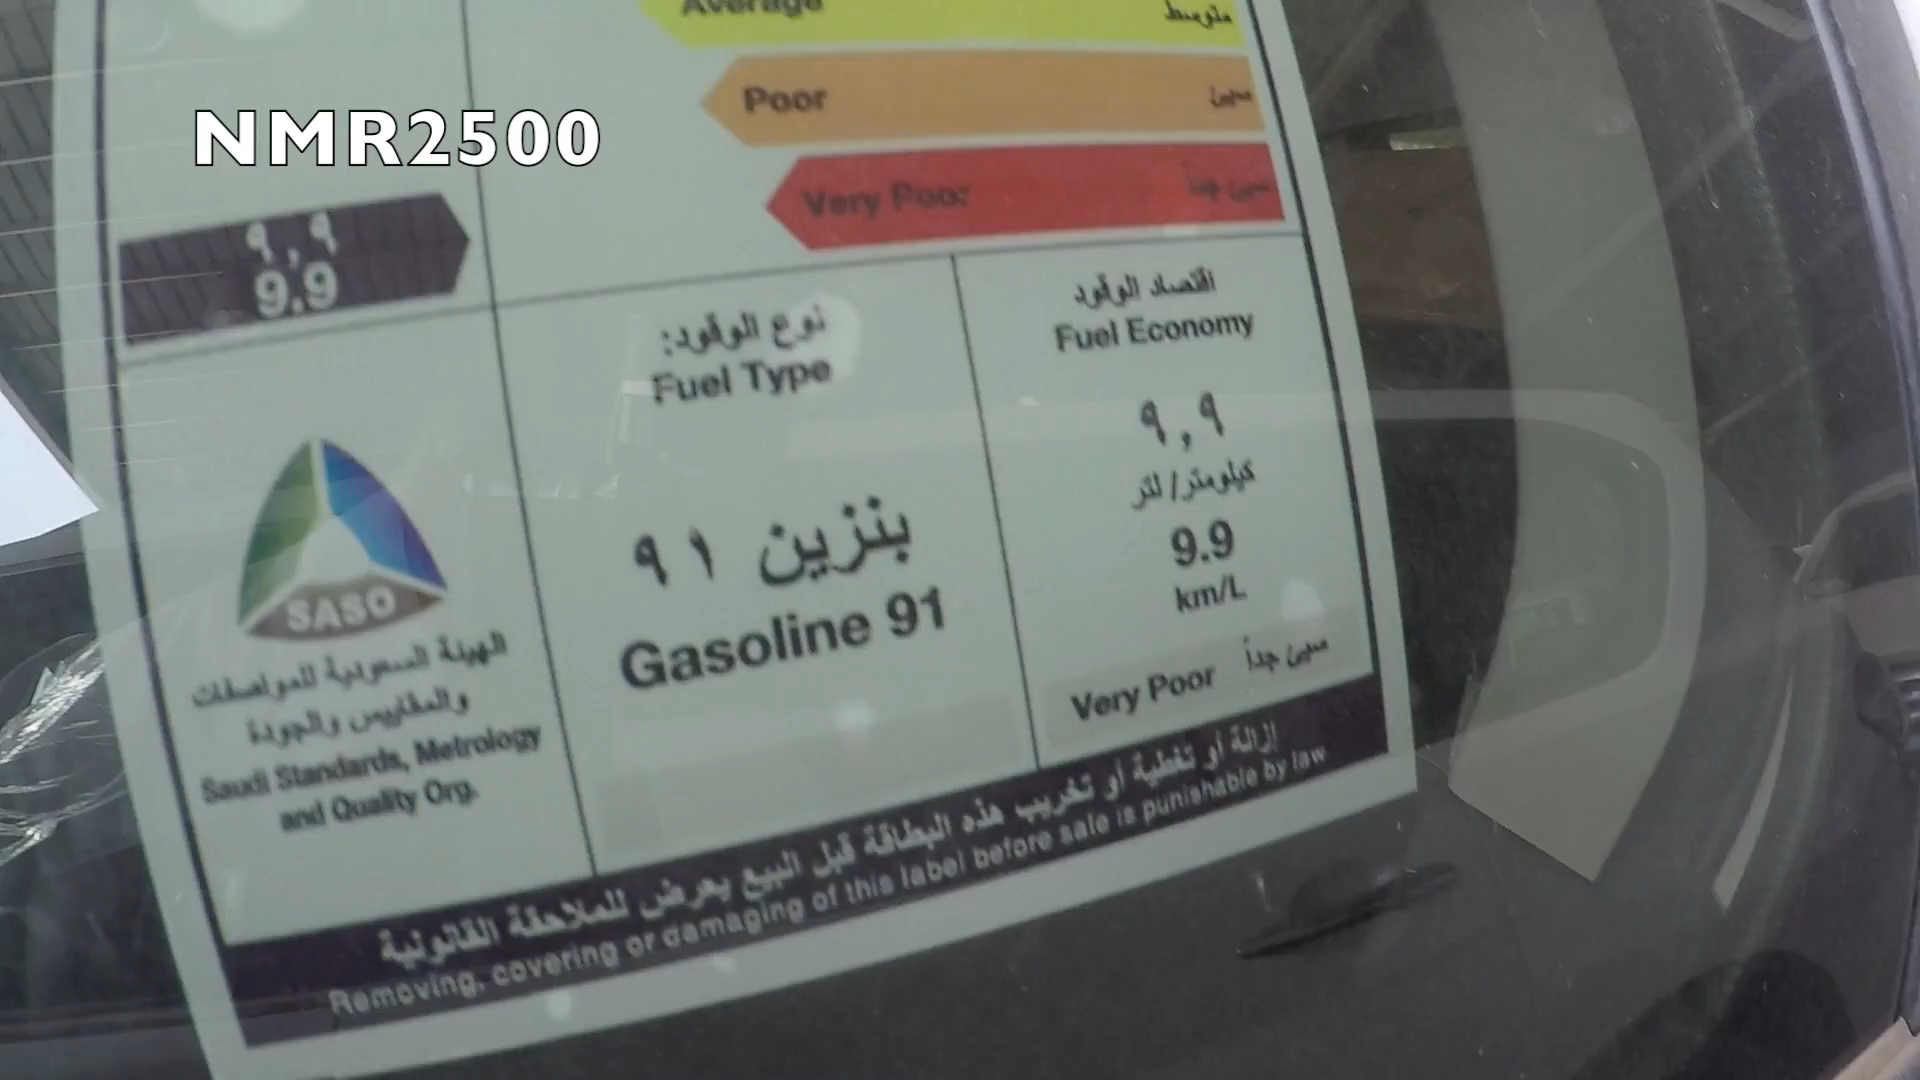 Average متوسط
Poor سيئ
NMR2500
Very Poor سيئ جداً
٩,٩
9.9
اقتصاد الوقود
Fuel Economy
نوع الوقود:
Fuel Type
٩,٩
كيلومتر/ لتر
9.9
km/L
بنزين ٩١
Gasoline 91
Very Poor سيئ جداً
SASO
الهيئة السعودية للمواصفات
والمقاييس والجودة
Saudi Standards, Metrology
and Quality Org.
إزالة أو تغطية أو تخريب هذه البطاقة قبل البيع يعرض للملاحقة القانونية
Removing, covering or damaging of this label before sale is punishable by law